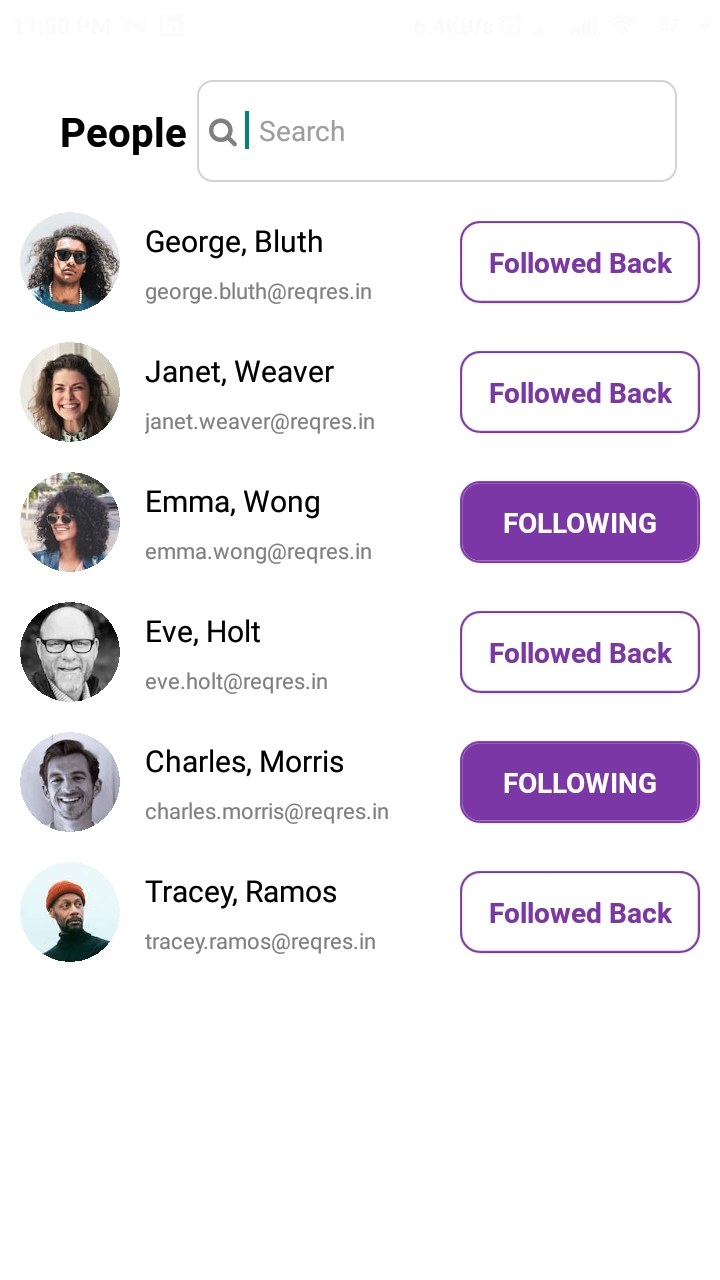 11:50 PM
6.4KB/s
People
Search
George, Bluth
george.bluth@reqres.in
Followed Back
Janet, Weaver
janet.weaver@reqres.in
Followed Back
Emma, Wong
emma.wong@reqres.in
FOLLOWING
Eve, Holt
eve.holt@reqres.in
Followed Back
Charles, Morris
charles.morris@reqres.in
FOLLOWING
Tracey, Ramos
tracey.ramos@reqres.in
Followed Back